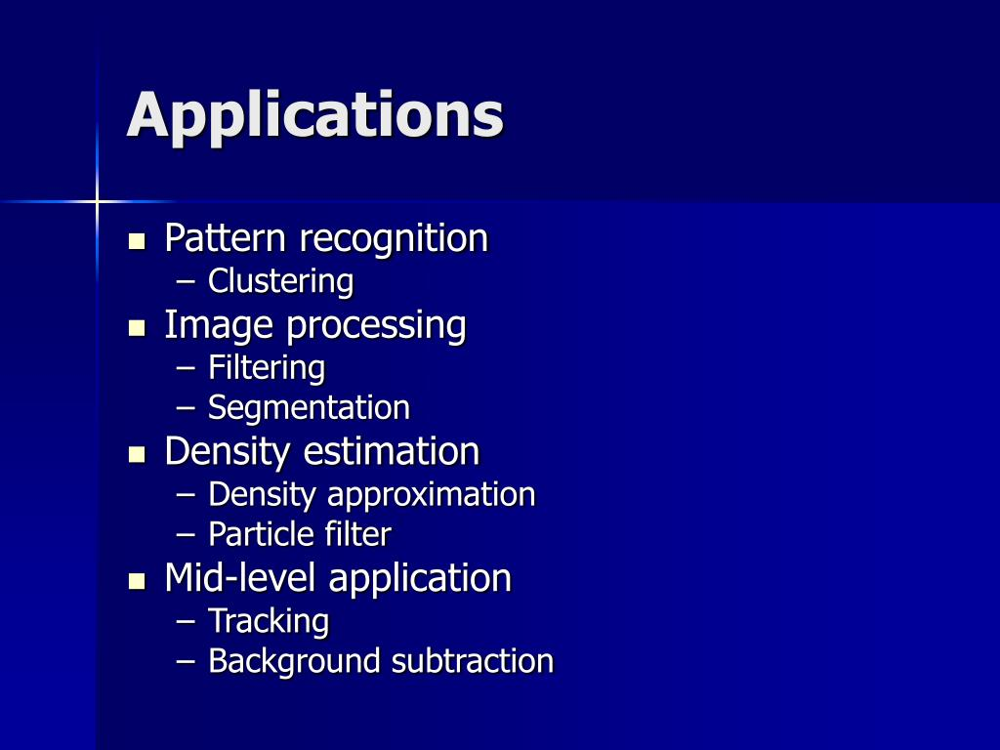 Applications
■ Pattern recognition
– Clustering
■ Image processing
– Filtering
– Segmentation
■ Density estimation
– Density approximation
– Particle filter
■ Mid-level application
– Tracking
– Background subtraction